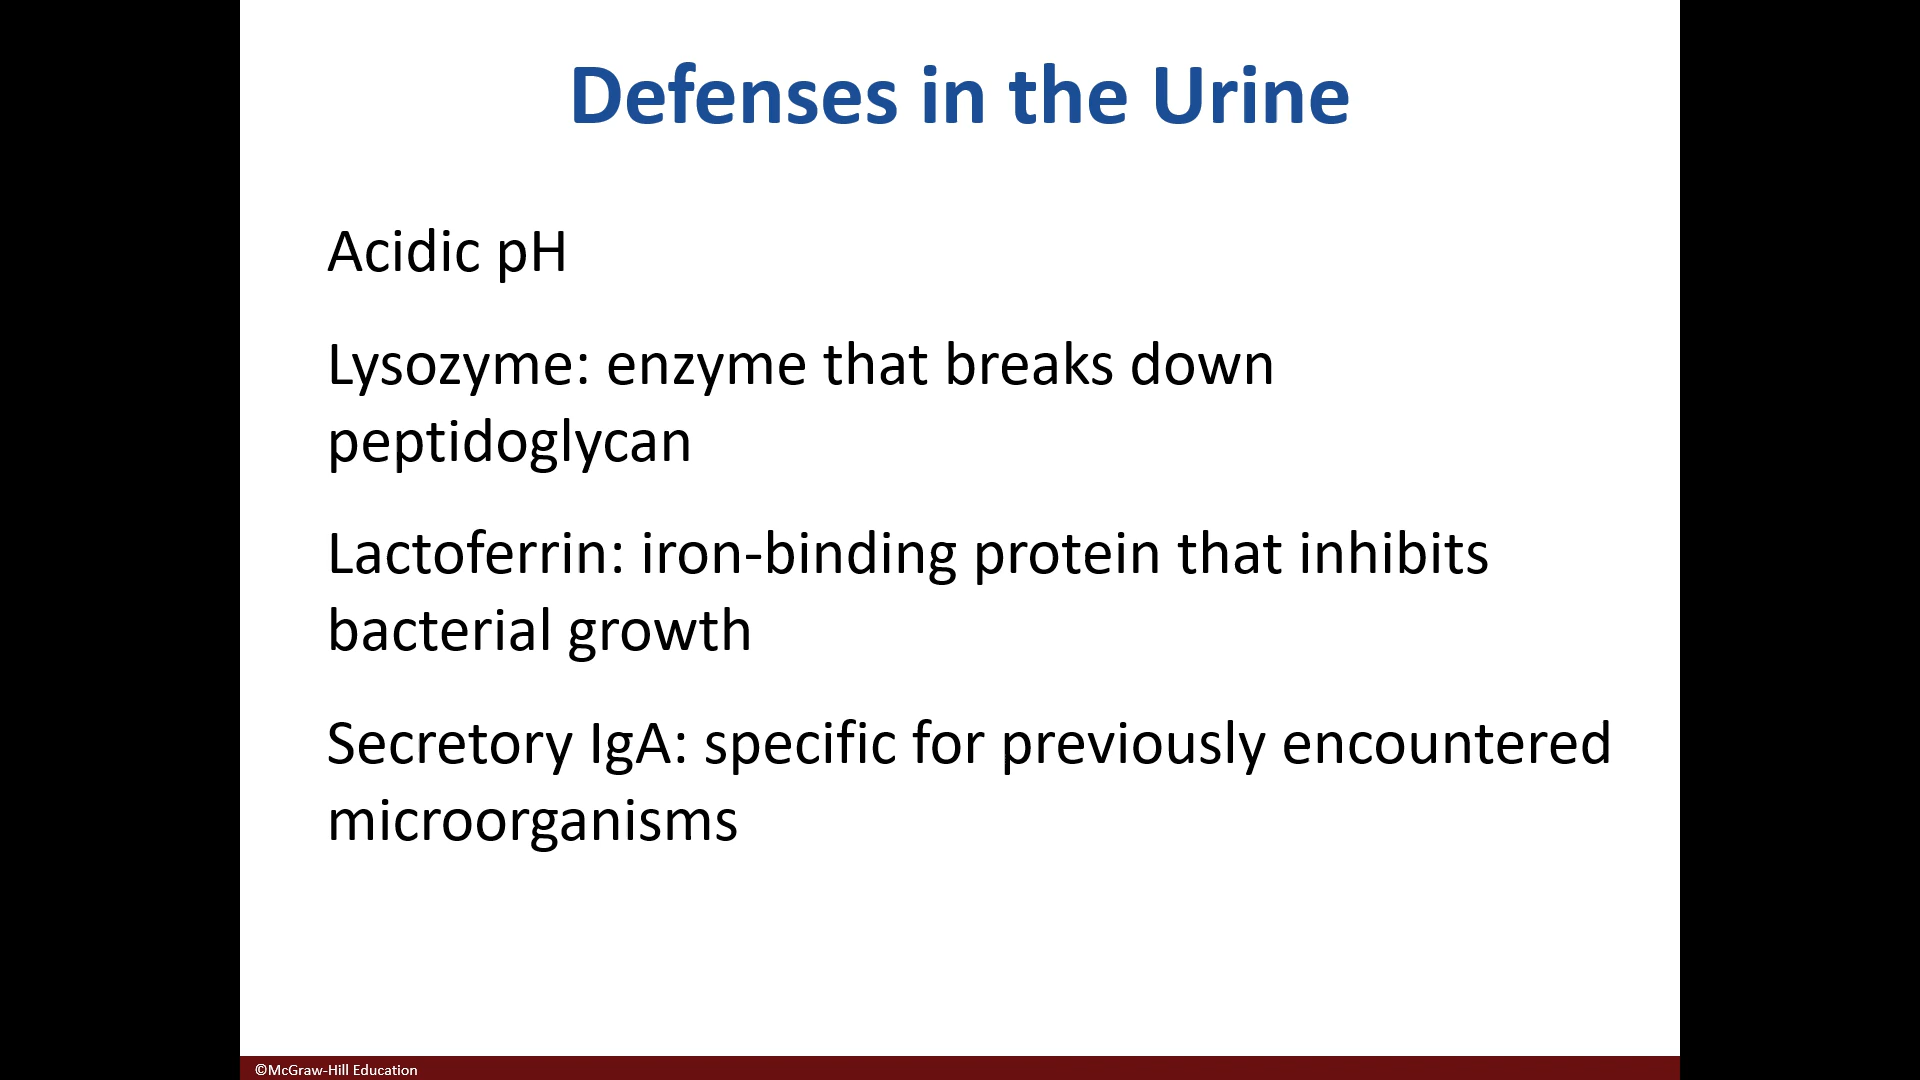 Defenses in the Urine
Acidic pH
Lysozyme: enzyme that breaks down
peptidoglycan
Lactoferrin: iron-binding protein that inhibits
bacterial growth
Secretory IgA: specific for previously encountered
microorganisms
©McGraw-Hill Education